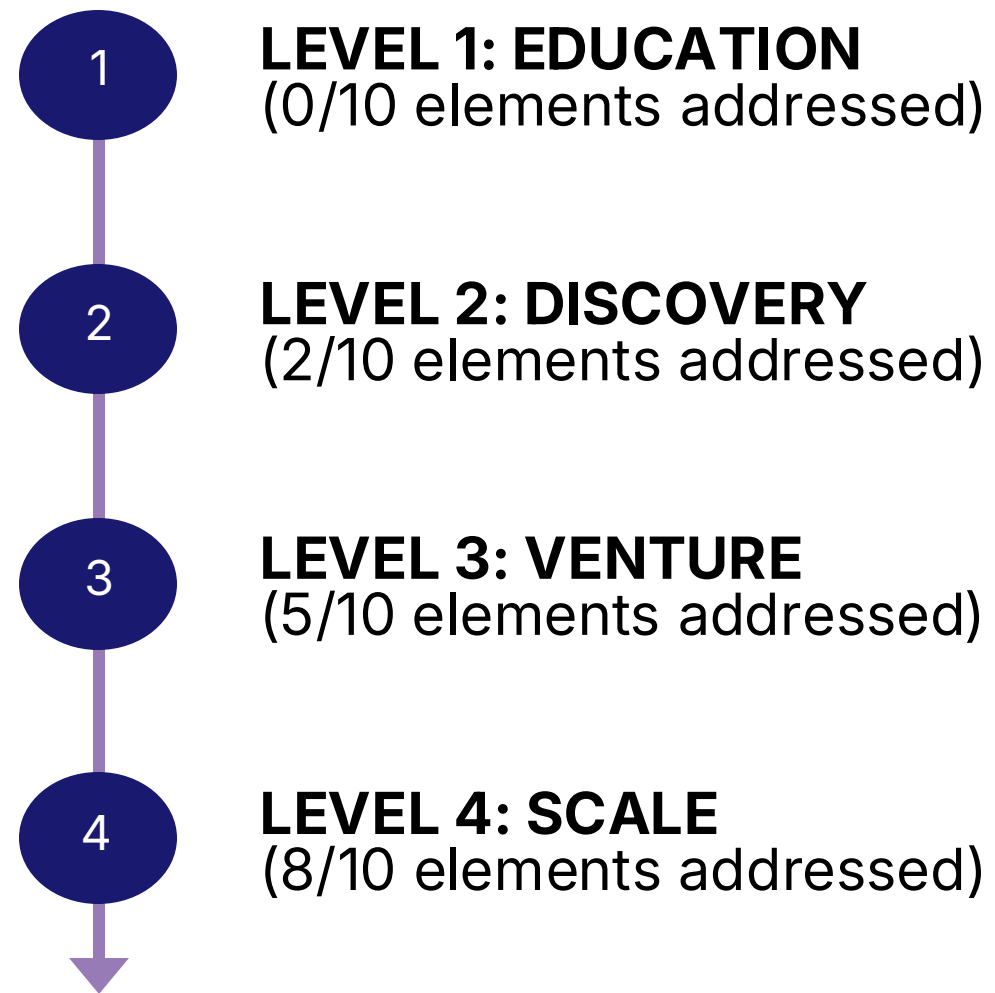 1
LEVEL 1: EDUCATION
(0/10 elements addressed)
2
LEVEL 2: DISCOVERY
(2/10 elements addressed)
3
LEVEL 3: VENTURE
(5/10 elements addressed)
4
LEVEL 4: SCALE
(8/10 elements addressed)